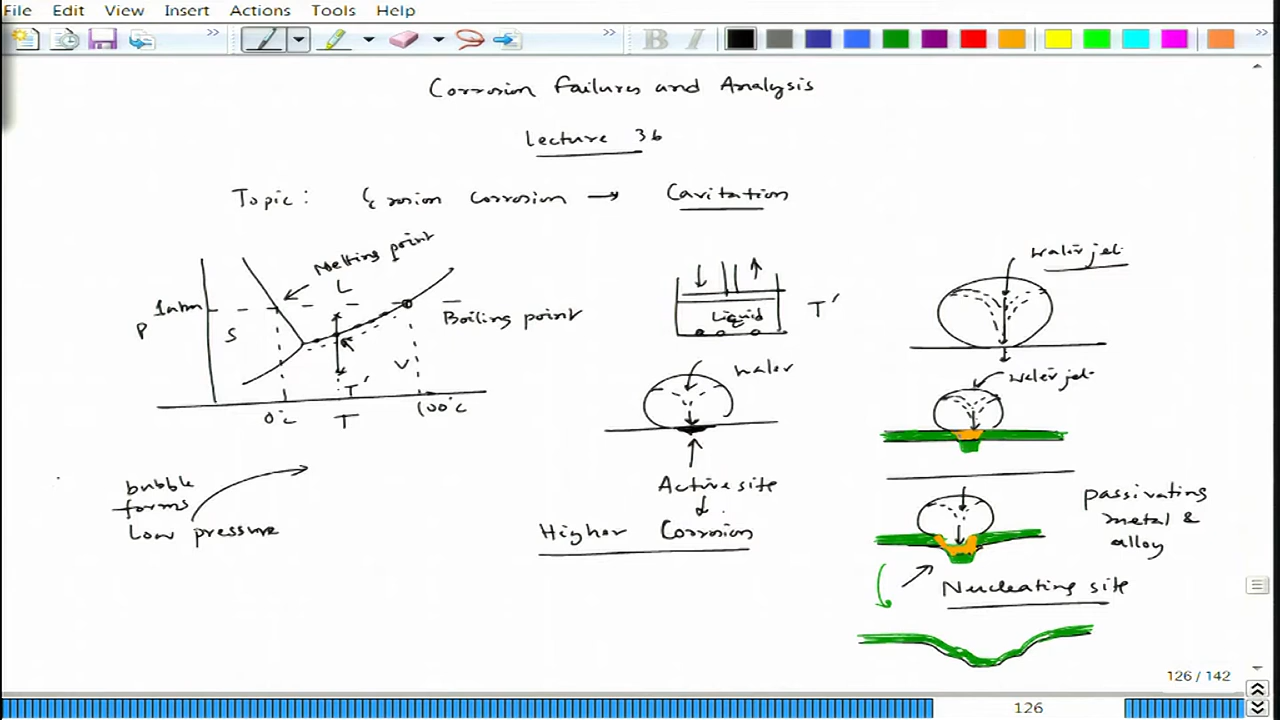 File Edit View Insert Actions Tools Help
Corrosion Failures and Analysis
Lecture 36
Topic: Erosion corrosion → Cavitation
Melting point
1atm
P
S
L
V
Boiling point
T'
0°C
T
100°C
bubble
forms
Low pressure
Liquid
T'
water
Active site
Higher Corrosion
water jet
water jet
passivating
metal &
alloy
Nucleating site
126 / 142
126